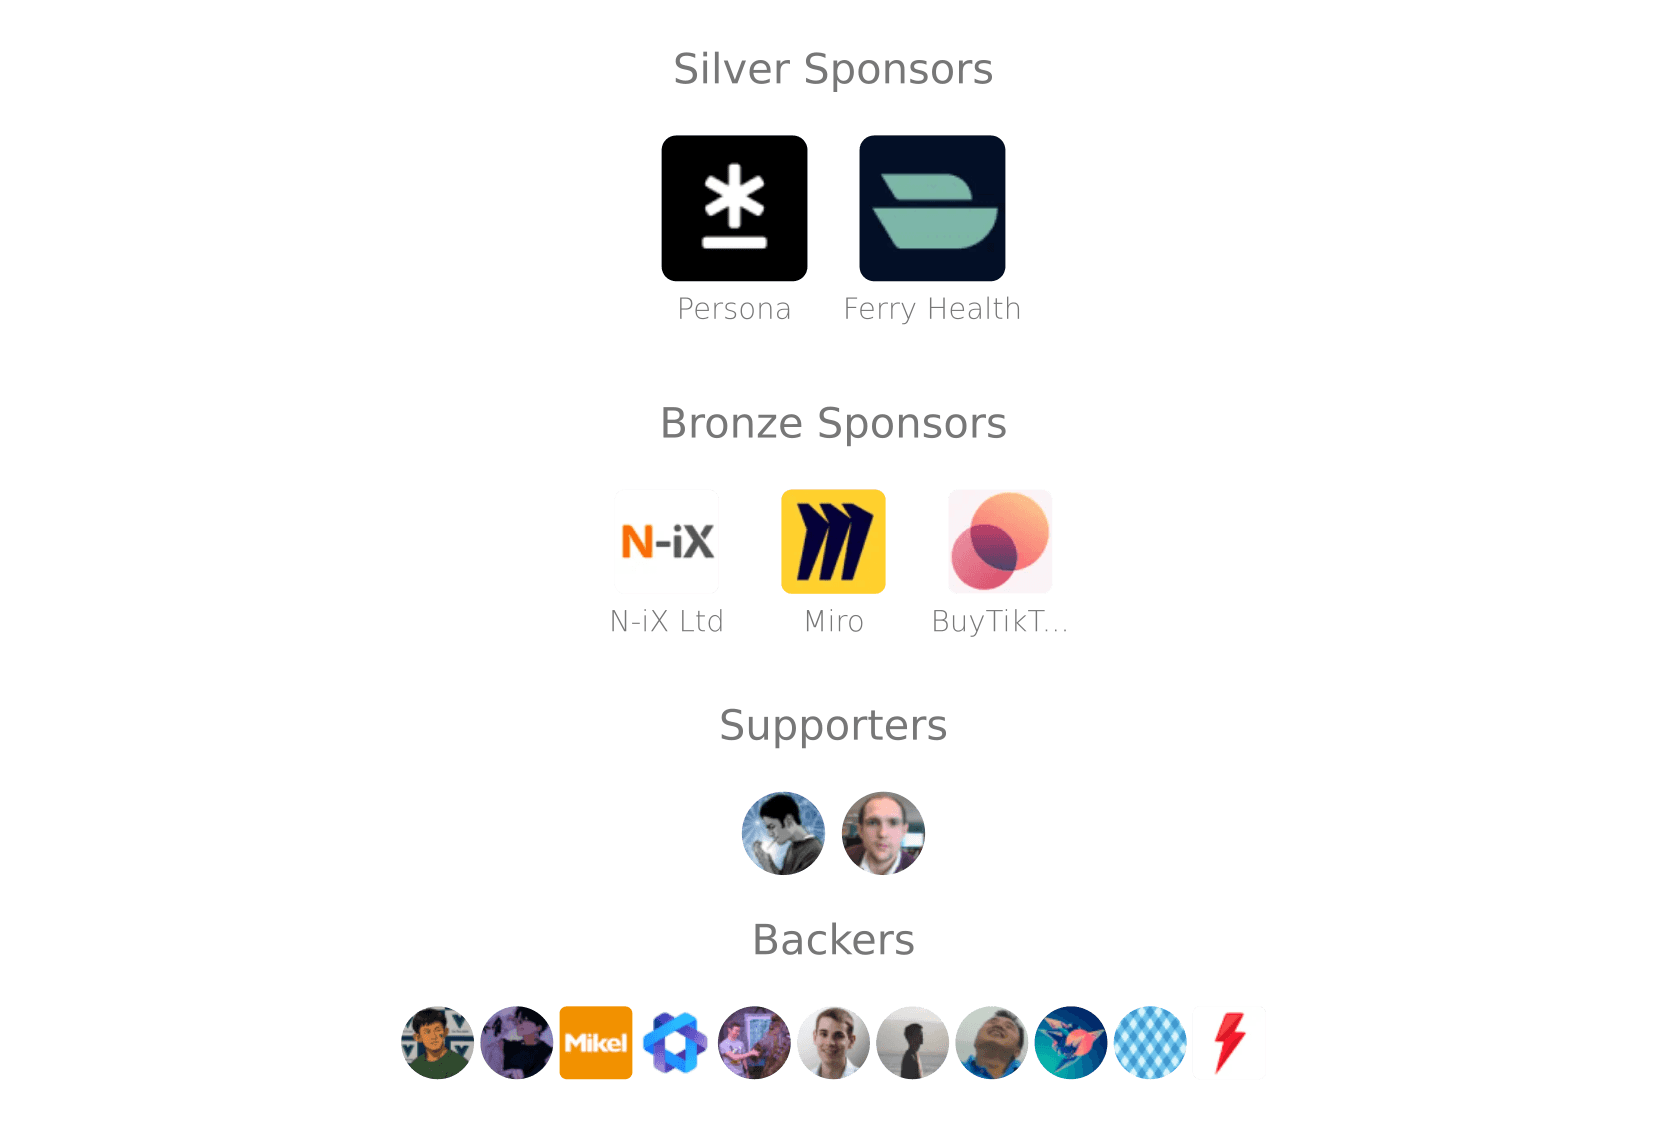 Silver Sponsors
Persona
Ferry Health
Bronze Sponsors
N-iX
N-iX Ltd
Miro
BuyTikT...
Supporters
Backers
Mikel